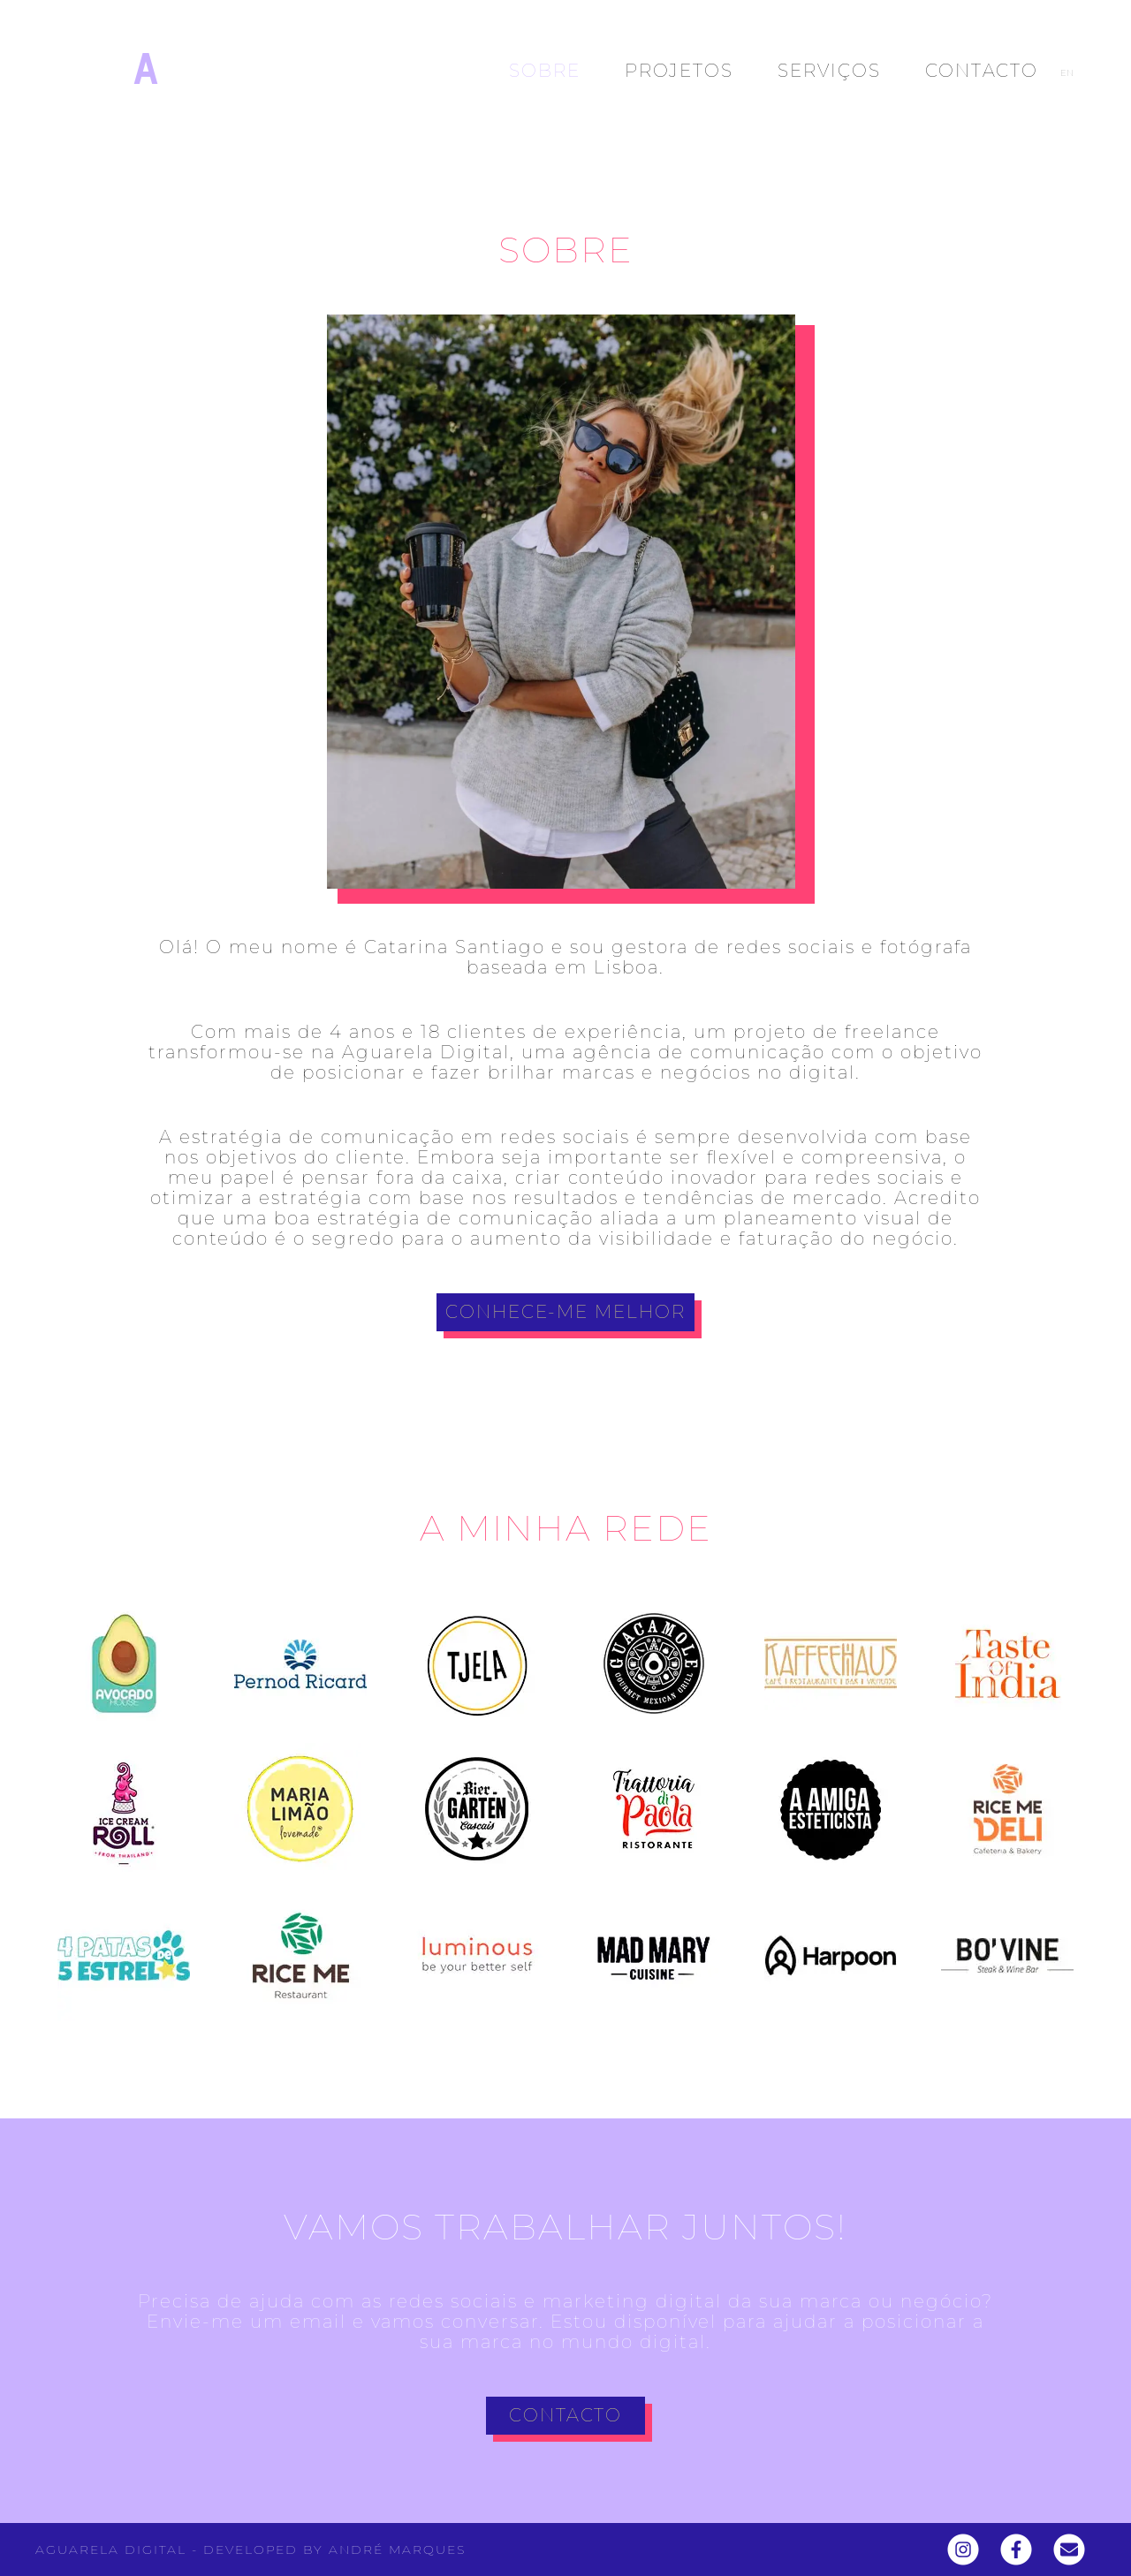 A
SOBRE
PROJETOS
SERVIÇOS
CONTACTO
EN
SOBRE
Olá! O meu nome é Catarina Santiago e sou gestora de redes sociais e fotógrafa
baseada em Lisboa.
Com mais de 4 anos e 18 clientes de experiência, um projeto de freelance
transformou-se na Aguarela Digital, uma agência de comunicação com o objetivo
de posicionar e fazer brilhar marcas e negócios no digital.
A estratégia de comunicação em redes sociais é sempre desenvolvida com base
nos objetivos do cliente. Embora seja importante ser flexível e compreensiva, o
meu papel é pensar fora da caixa, criar conteúdo inovador para redes sociais e
otimizar a estratégia com base nos resultados e tendências de mercado. Acredito
que uma boa estratégia de comunicação aliada a um planeamento visual de
conteúdo é o segredo para o aumento da visibilidade e faturação do negócio.
CONHECE-ME MELHOR
A MINHA REDE
AVOCADO
HOUSE
Pernod Ricard
TJELA
GUACAMOLE
GOURMET MEXICAN GRILL
KAFFEEHAUS
CAFÉ | RESTAURANTE | BAR |
Taste
Of
Índia
ICE CREAM
ROLL
FROM THAILAND
MARIA
LIMÃO
lovemade
Bier
GARTEN
Cascais
Trattoria
di
Paola
RISTORANTE
A AMIGA
ESTETICISTA
RICE ME
DELI
Cafeteria & Bakery
4 PATAS
DE
5 ESTRELAS
RICE ME
Restaurant
luminous
be your better self
MAD MARY
CUISINE
Harpoon
BO'VINE
Steak & Wine Bar
VAMOS TRABALHAR JUNTOS!
Precisa de ajuda com as redes sociais e marketing digital da sua marca ou negócio?
Envie-me um email e vamos conversar. Estou disponível para ajudar a posicionar a
sua marca no mundo digital.
CONTACTO
AGUARELA DIGITAL - DEVELOPED BY ANDRÉ MARQUES